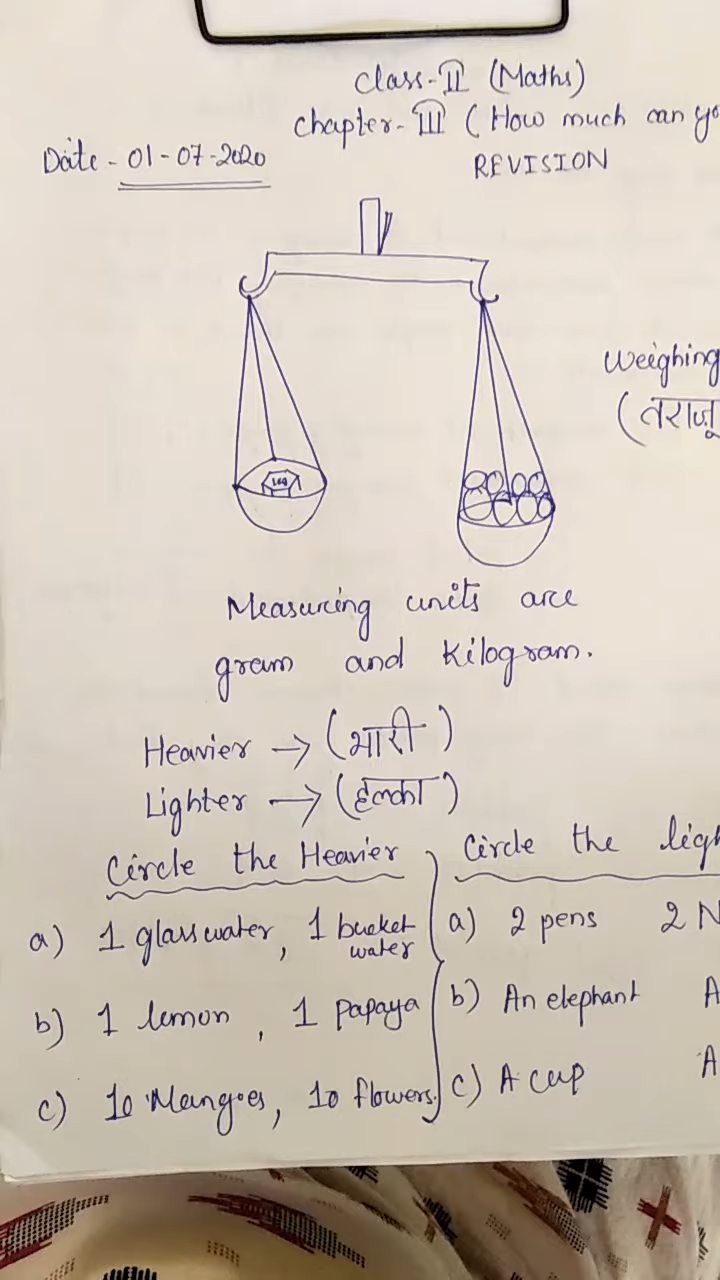 Class-II (Maths)
Chapter-III (How much can yo
Date - 01-07-2020
REVISION
Weighing
(तराजू
1kg
Measuring units are
gram and kilogram.
Heavier → (भारी)
Lighter → (हल्का)
Circle the Heavier
a) 1 glass water, 1 bucket water
b) 1 lemon, 1 papaya
c) 10 Mangoes, 10 flowers.
Circle the ligh
a) 2 pens 2 N
b) An elephant A
c) A cup A